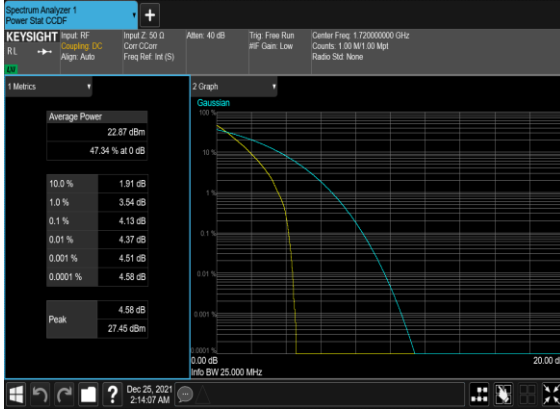 Spectrum Analyzer 1
Power Stat CCDF
+
KEYSIGHT
Input: RF
Input Z: 50 Ω
Atten: 40 dB
Trig: Free Run
Center Freq: 1.720000000 GHz
RL
Coupling: DC
Corr CCorr
#IF Gain: Low
Counts: 1.00 M/1.00 Mpt
Align: Auto
Freq Ref: Int (S)
Radio Std: None
1 Metrics
2 Graph
Gaussian
Average Power
22.87 dBm
47.34 % at 0 dB
10.0 %
1.91 dB
1.0 %
3.54 dB
0.1 %
4.13 dB
0.01 %
4.37 dB
0.001 %
4.51 dB
0.0001 %
4.58 dB
Peak
4.58 dB
27.45 dBm
100 %
10 %
1 %
0.1 %
0.01 %
0.001 %
0.0001 %
0.00 dB
20.00 d
Info BW 25.000 MHz
?
Dec 25, 2021
2:14:07 AM